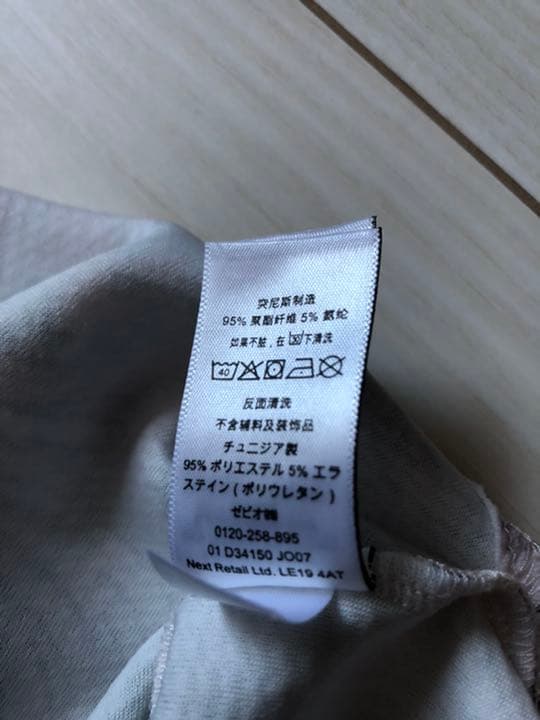 突尼斯制造
95% 聚酯纤维 5% 氨纶
如果不脏, 在 30 下清洗
40
反面清洗
不含辅料及装饰品
チュニジア製
95% ポリエステル 5% エラ
ステイン ( ポリウレタン )
ゼビオ㈱
0120-258-895
01 D34150 JO07
Next Retail Ltd. LE19 4AT